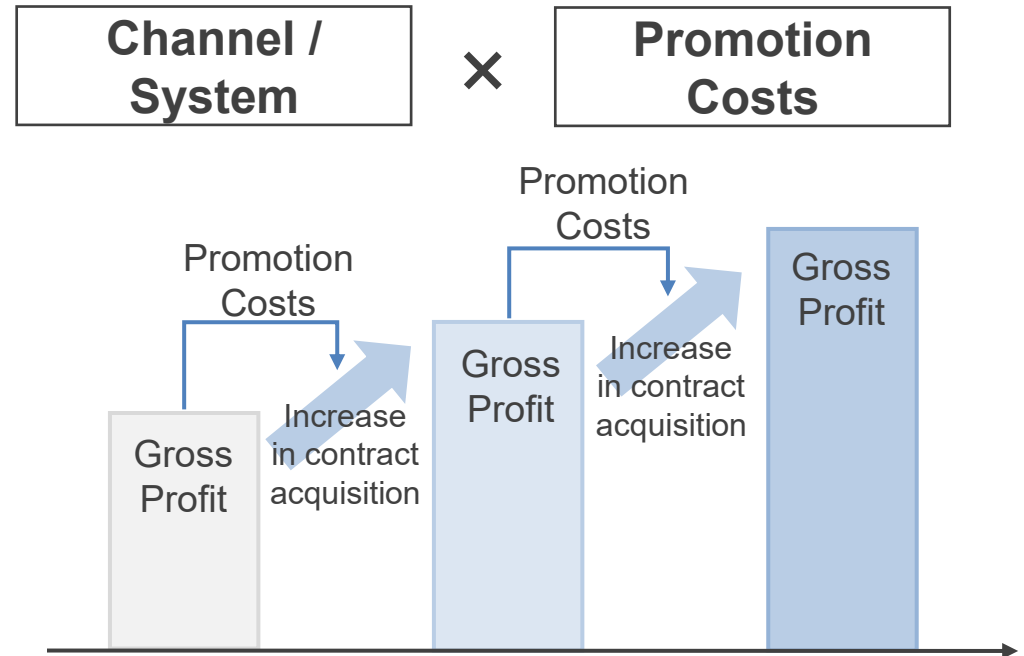 Channel /
System
×
Promotion
Costs
Promotion
Costs
Promotion
Costs
Gross
Profit
Increase
in contract
acquisition
Gross
Profit
Increase
in contract
acquisition
Gross
Profit